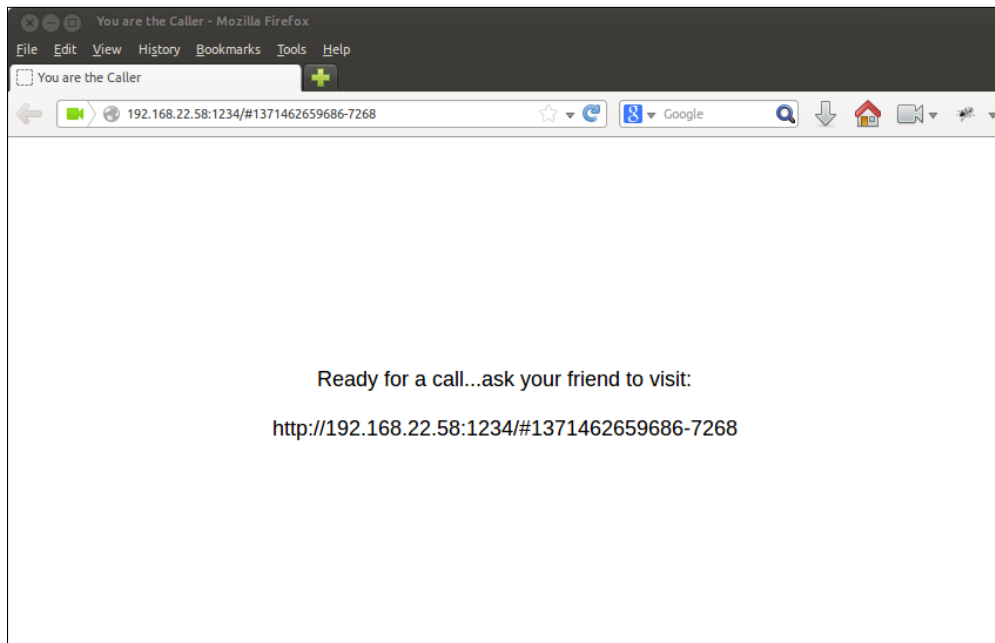 You are the Caller - Mozilla Firefox
File Edit View History Bookmarks Tools Help
You are the Caller
192.168.22.58:1234/#1371462659686-7268 8 Google
Ready for a call...ask your friend to visit:
http://192.168.22.58:1234/#1371462659686-7268